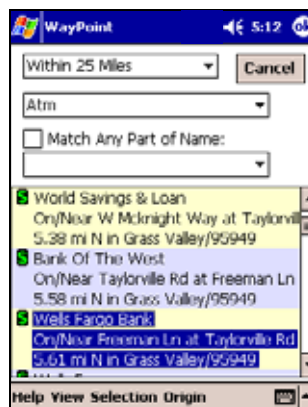 WayPoint 5:12 ok
Within 25 Miles Cancel
Atm
Match Any Part of Name:
S World Savings & Loan
On/Near W Mcknight Way at Taylorvill
5.38 mi N in Grass Valley/95949
S Bank Of The West
On/Near Taylorville Rd at Freeman Ln
5.58 mi N in Grass Valley/95949
S Wells Fargo Bank
On/Near Freeman Ln at Taylorville Rd
5.61 mi N in Grass Valley/95949
Help View Selection Origin